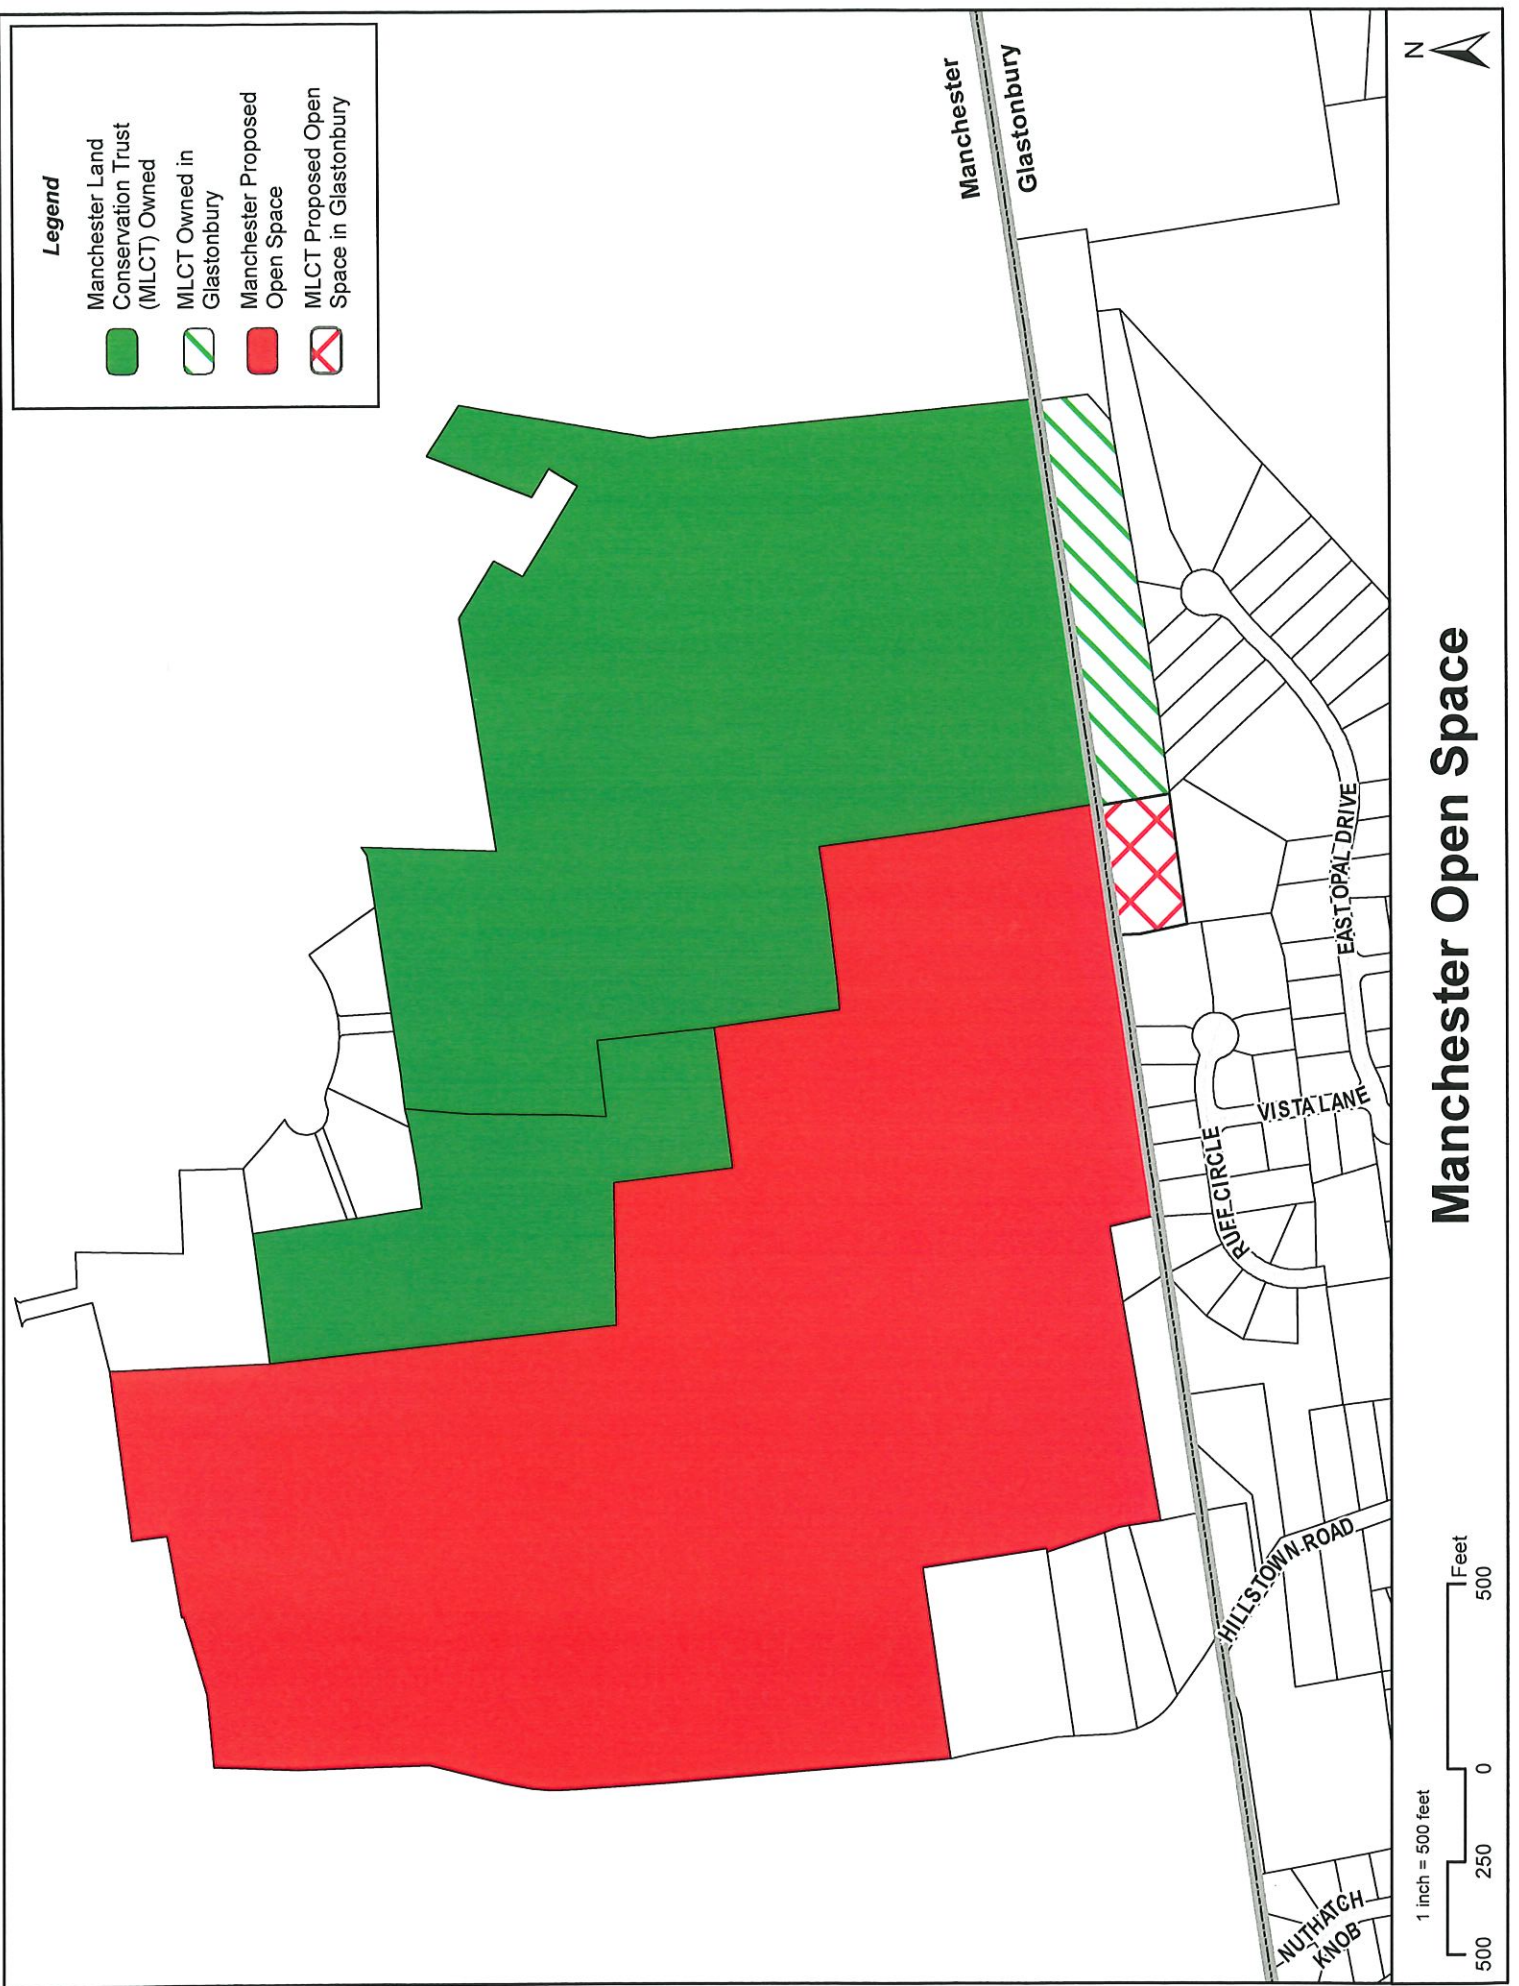 Legend
Manchester Land
Conservation Trust
(MLCT) Owned
MLCT Owned in
Glastonbury
Manchester Proposed
Open Space
MLCT Proposed Open
Space in Glastonbury
Manchester
Glastonbury
EAST OPAL DRIVE
VISTA LANE
RUFF CIRCLE
HILLSTOWN ROAD
NUTHATCH
KNOB
Manchester Open Space
N
1 inch = 500 feet
500 250 0 500
Feet